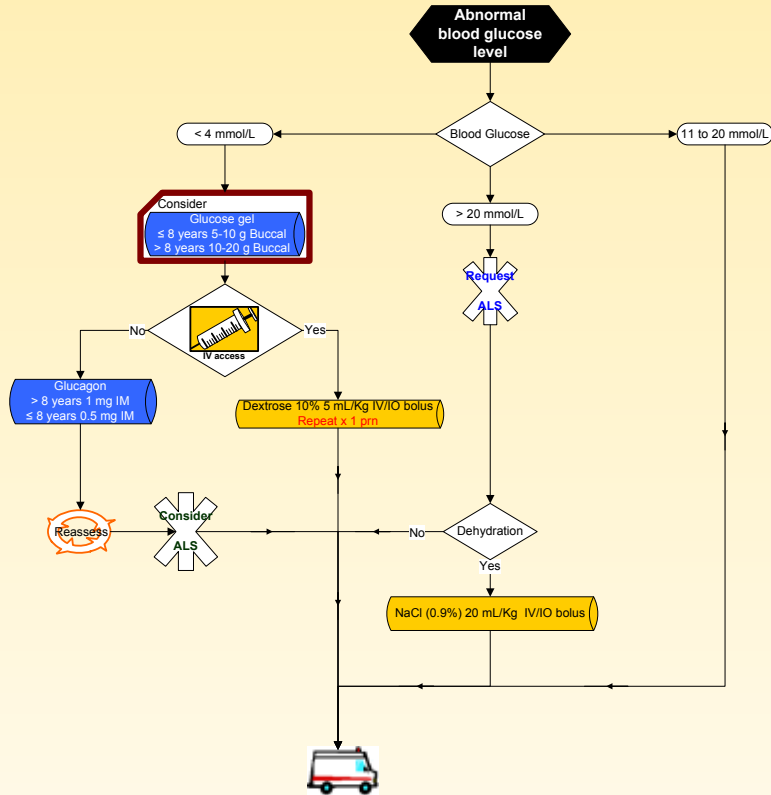 Abnormal
blood glucose
level
< 4 mmol/L
Blood Glucose
11 to 20 mmol/L
Consider
Glucose gel
≤ 8 years 5-10 g Buccal
> 8 years 10-20 g Buccal
> 20 mmol/L
Request
ALS
No
IV access
Yes
Glucagon
> 8 years 1 mg IM
≤ 8 years 0.5 mg IM
Dextrose 10% 5 mL/Kg IV/IO bolus
Repeat x 1 prn
Reassess
Consider
ALS
No
Dehydration
Yes
NaCl (0.9%) 20 mL/Kg IV/IO bolus